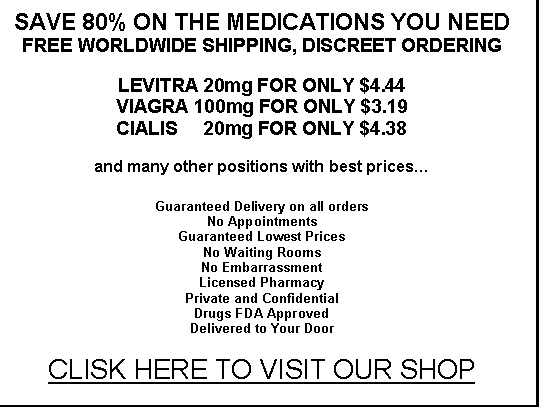 SAVE 80% ON THE MEDICATIONS YOU NEED
FREE WORLDWIDE SHIPPING, DISCREET ORDERING
LEVITRA 20mg FOR ONLY $4.44
VIAGRA 100mg FOR ONLY $3.19
CIALIS 20mg FOR ONLY $4.38
and many other positions with best prices...
Guaranteed Delivery on all orders
No Appointments
Guaranteed Lowest Prices
No Waiting Rooms
No Embarrassment
Licensed Pharmacy
Private and Confidential
Drugs FDA Approved
Delivered to Your Door
CLISK HERE TO VISIT OUR SHOP